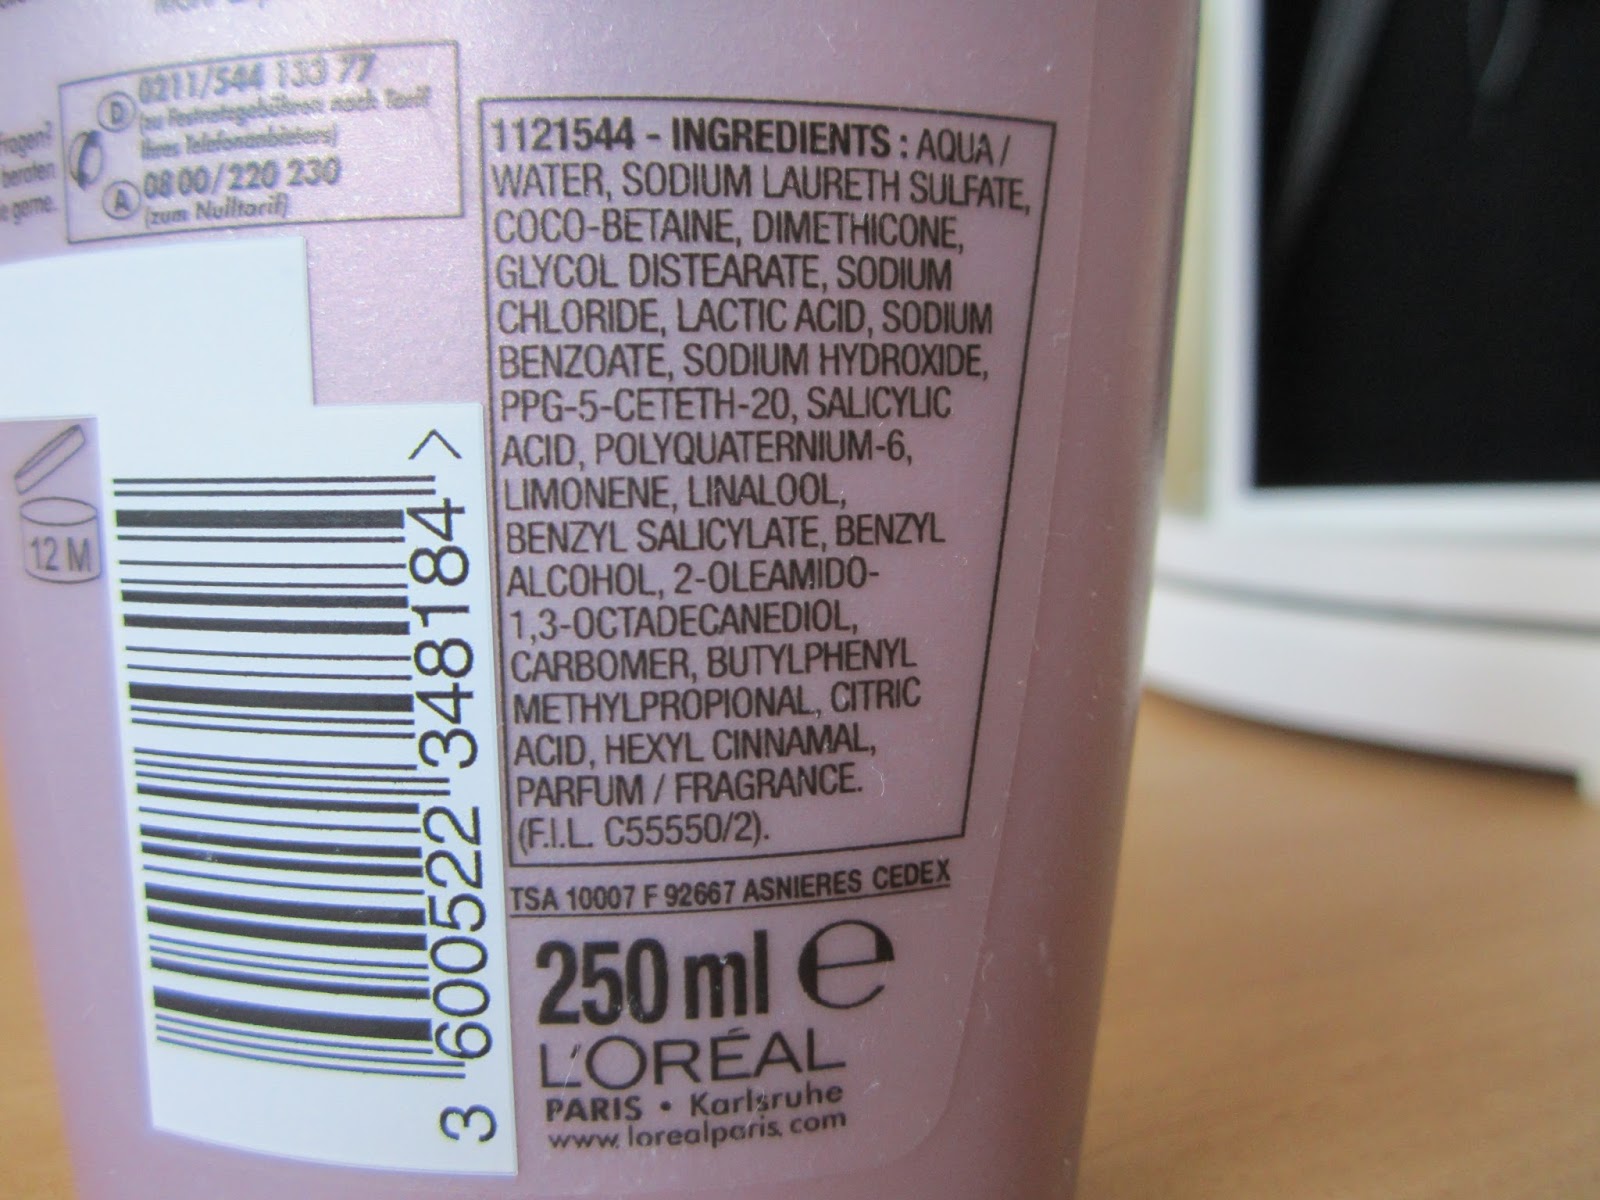 Fragen?
beraten
e gerne.
D 0211/544 133 77
Ihres Telefonanbieters)
A 08 00/220 230
(zum Nulltarif)
1121544 - INGREDIENTS : AQUA /
WATER, SODIUM LAURETH SULFATE,
COCO-BETAINE, DIMETHICONE,
GLYCOL DISTEARATE, SODIUM
CHLORIDE, LACTIC ACID, SODIUM
BENZOATE, SODIUM HYDROXIDE,
PPG-5-CETETH-20, SALICYLIC
ACID, POLYQUATERNIUM-6,
LIMONENE, LINALOOL,
BENZYL SALICYLATE, BENZYL
ALCOHOL, 2-OLEAMIDO-
1,3-OCTADECANEDIOL,
CARBOMER, BUTYLPHENYL
METHYLPROPIONAL, CITRIC
ACID, HEXYL CINNAMAL,
PARFUM / FRAGRANCE.
(F.I.L. C55550/2).
TSA 10007 F 92667 ASNIERES CEDEX
250 ml e
L'ORÉAL
PARIS • Karlsruhe
www.lorealparis.com
12 M
3 600522 348184 >